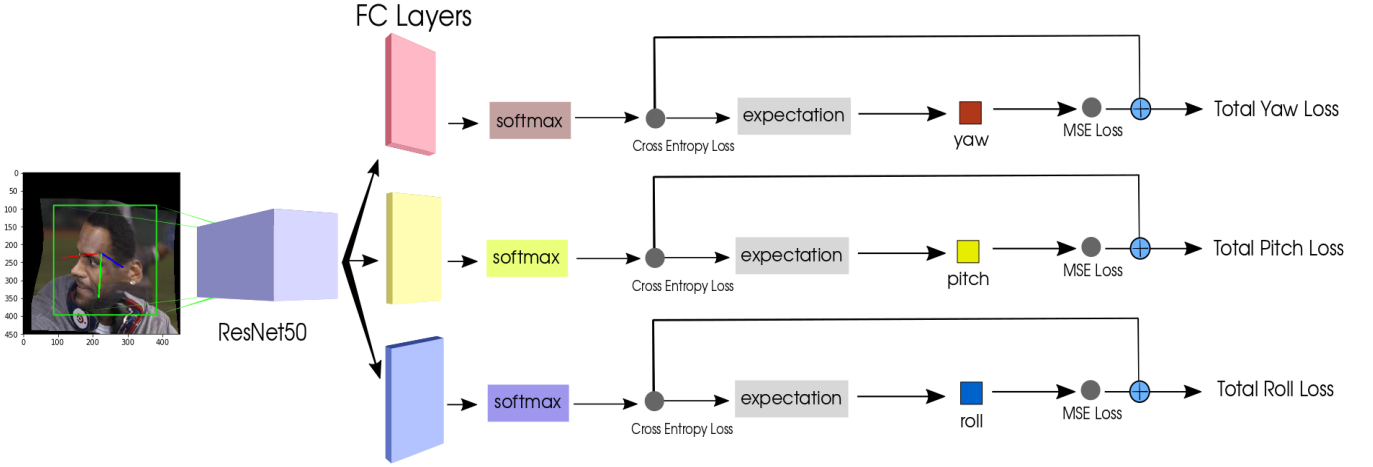 FC Layers
softmax
Cross Entropy Loss
expectation
yaw
MSE Loss
Total Yaw Loss
0
50
100
150
200
250
300
350
400
450
0 100 200 300 400
ResNet50
softmax
Cross Entropy Loss
expectation
pitch
MSE Loss
Total Pitch Loss
softmax
Cross Entropy Loss
expectation
roll
MSE Loss
Total Roll Loss